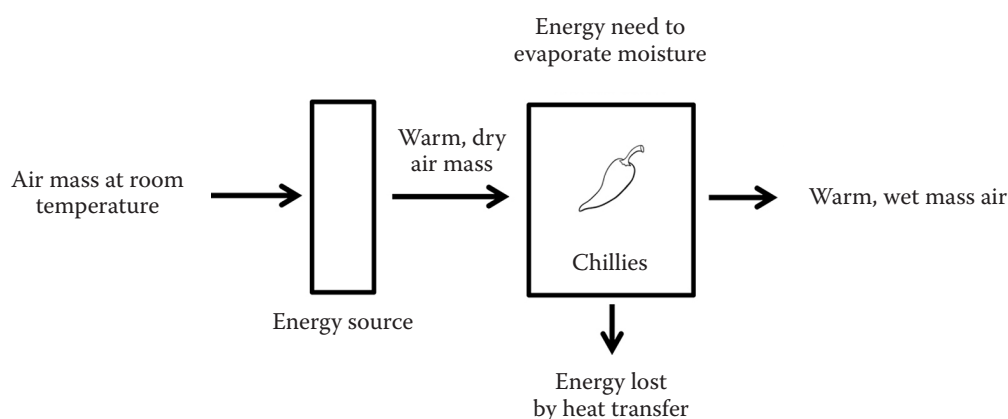 Energy need to
evaporate moisture
Warm, dry
air mass
Air mass at room
temperature
Warm, wet mass air
Chillies
Energy source
Energy lost
by heat transfer